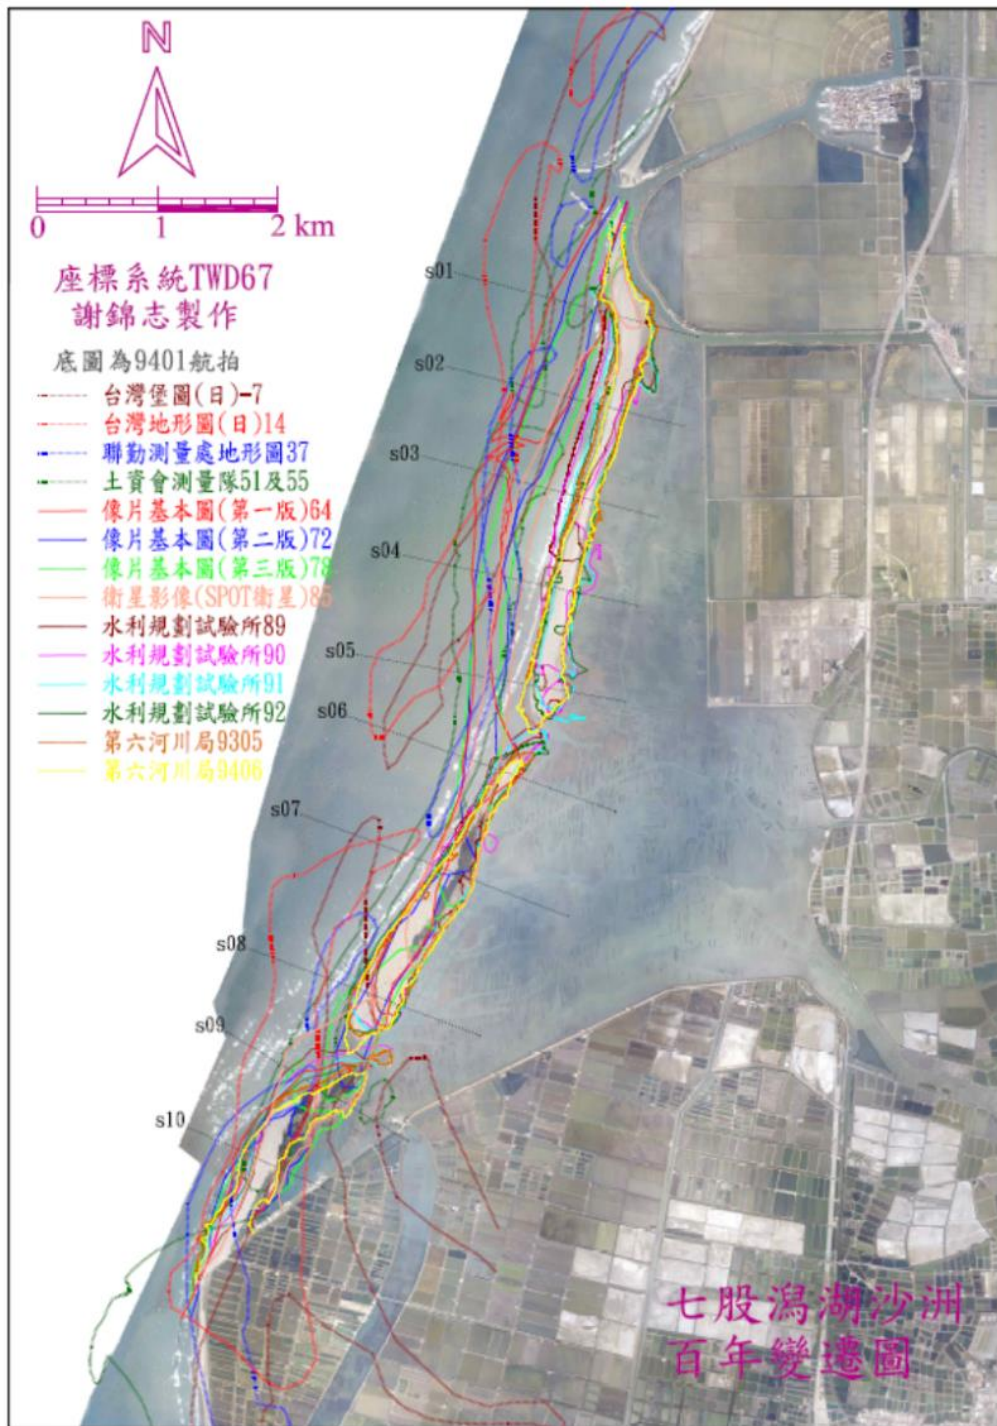 N
0 1 2 km
座標系統TWD67
謝錦志製作
底圖為9401航拍
台灣堡圖(日)-7
台灣地形圖(日)14
聯勤測量處地形圖37
土資會測量隊51及55
像片基本圖(第一版)64
像片基本圖(第二版)72
像片基本圖(第三版)78
衛星影像(SPOT衛星)85
水利規劃試驗所89
水利規劃試驗所90
水利規劃試驗所91
水利規劃試驗所92
第六河川局9305
第六河川局9406
s01
s02
s03
s04
s05
s06
s07
s08
s09
s10
七股潟湖沙洲
百年變遷圖